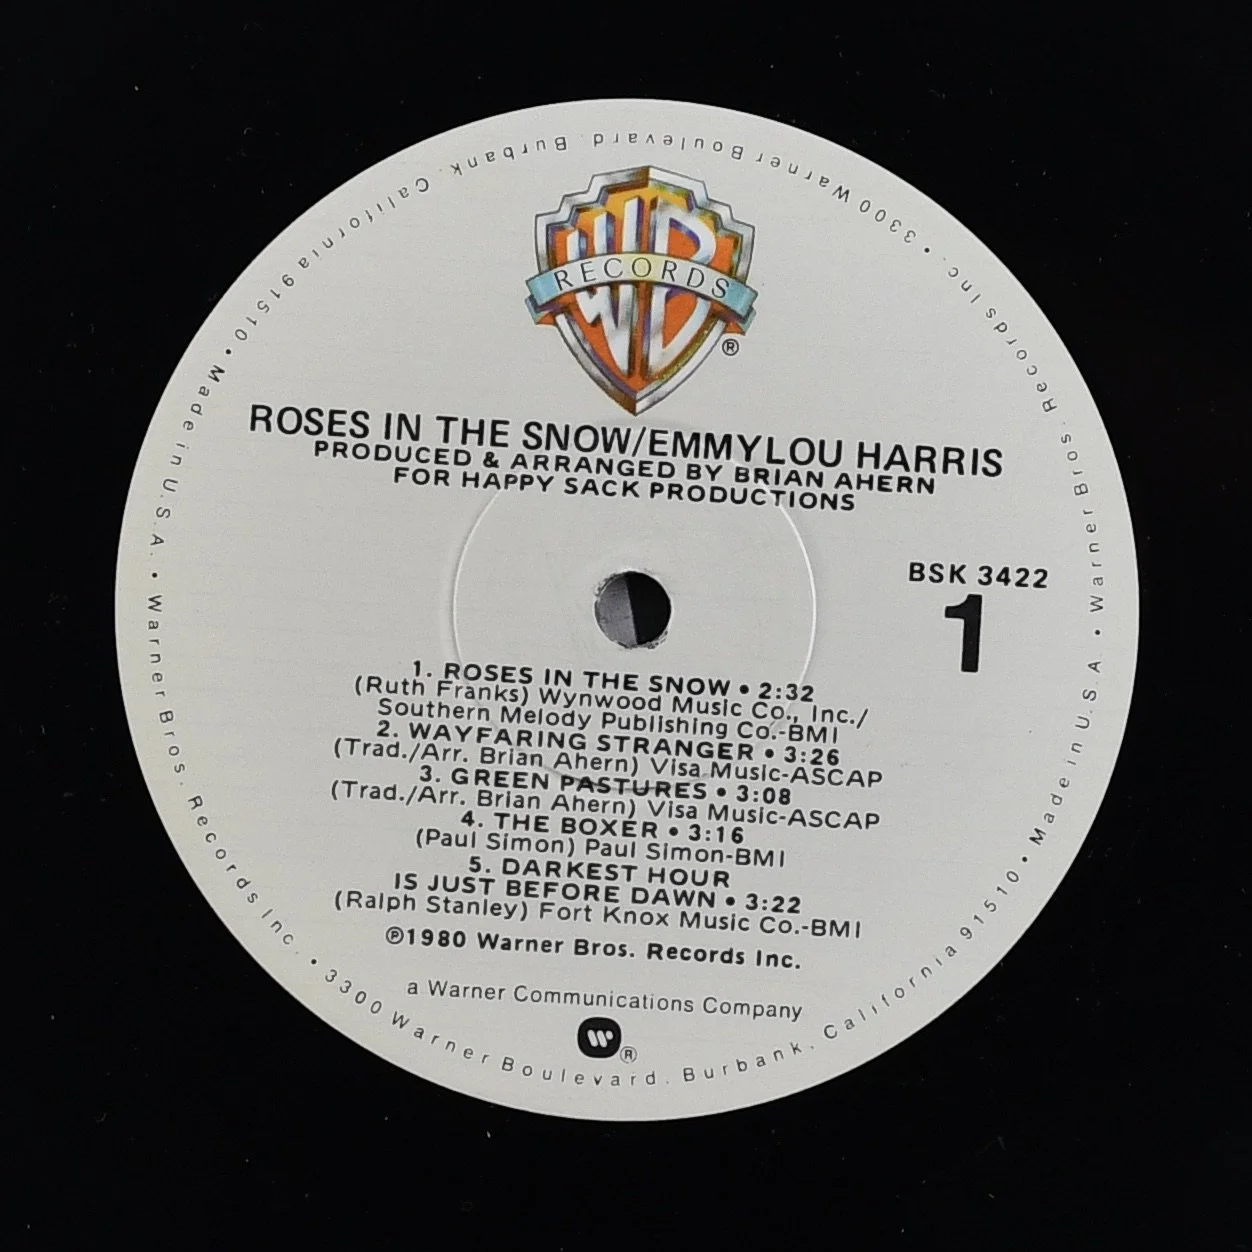 WB
RECORDS
®
ROSES IN THE SNOW/EMMYLOU HARRIS
PRODUCED & ARRANGED BY BRIAN AHERN
FOR HAPPY SACK PRODUCTIONS
BSK 3422
1
1. ROSES IN THE SNOW • 2:32
(Ruth Franks) Wynwood Music Co., Inc./
Southern Melody Publishing Co.-BMI
2. WAYFARING STRANGER • 3:26
(Trad./Arr. Brian Ahern) Visa Music-ASCAP
3. GREEN PASTURES • 3:08
(Trad./Arr. Brian Ahern) Visa Music-ASCAP
4. THE BOXER • 3:16
(Paul Simon) Paul Simon-BMI
5. DARKEST HOUR
IS JUST BEFORE DAWN • 3:22
(Ralph Stanley) Fort Knox Music Co.-BMI
℗1980 Warner Bros. Records Inc.
a Warner Communications Company
W ®
Warner Bros. Records Inc. • 3300 Warner Boulevard, Burbank, California 91510 • Made in U.S.A. • Warner Bros. Records Inc. • 3300 Warner Boulevard, Burbank, California 91510 • Made in U.S.A. •